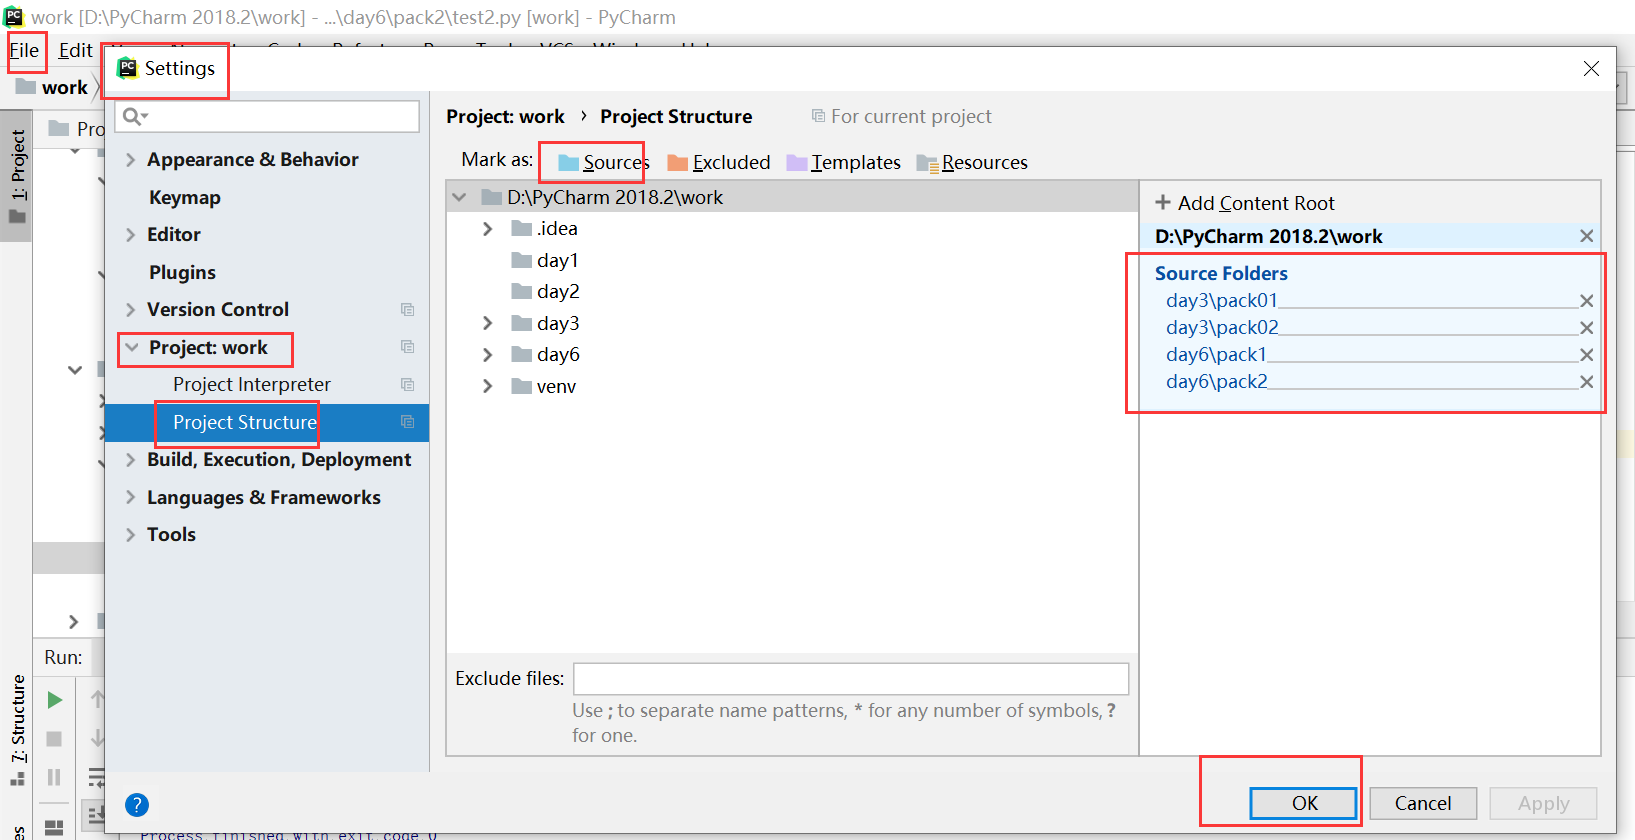 work [D:\PyCharm 2018.2\work] - ...\day6\pack2\test2.py [work] - PyCharm
File Edit
Settings
work
Project: work › Project Structure For current project
1: Project
Pro
Mark as: Sources Excluded Templates Resources
Appearance & Behavior
Keymap
Editor
Plugins
Version Control
Project: work
Project Interpreter
Project Structure
Build, Execution, Deployment
Languages & Frameworks
Tools
D:\PyCharm 2018.2\work
.idea
day1
day2
day3
day6
venv
+ Add Content Root
D:\PyCharm 2018.2\work
Source Folders
day3\pack01
day3\pack02
day6\pack1
day6\pack2
Exclude files:
Use ; to separate name patterns, * for any number of symbols, ?
for one.
Run:
7: Structure
? OK Cancel Apply
Process finished with exit code 0